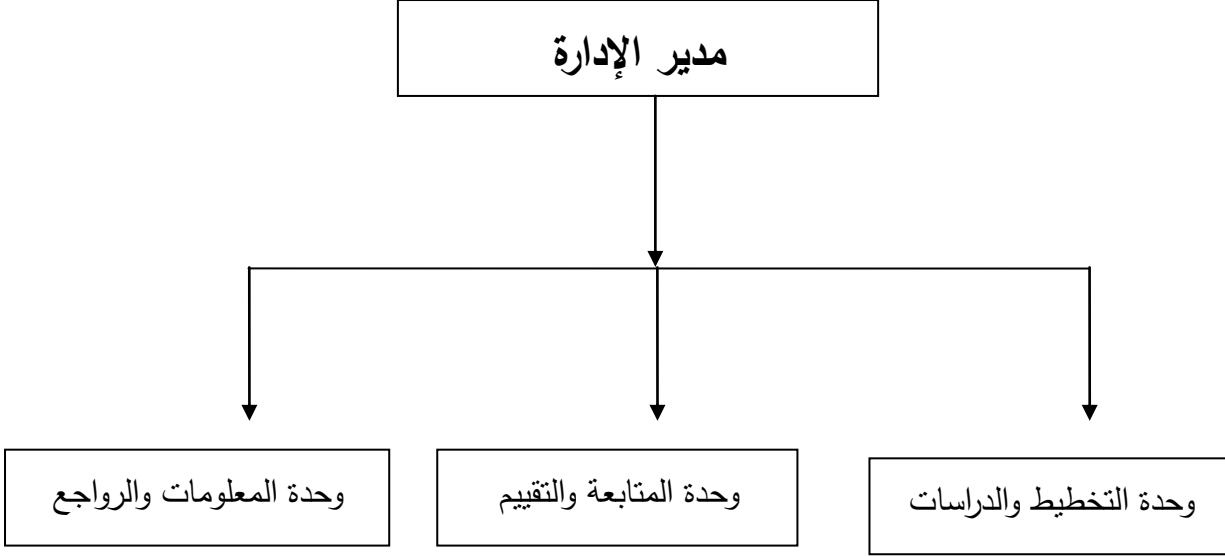 مدير الإدارة
وحدة التخطيط والدراسات
وحدة المتابعة والتقييم
وحدة المعلومات والرواجع